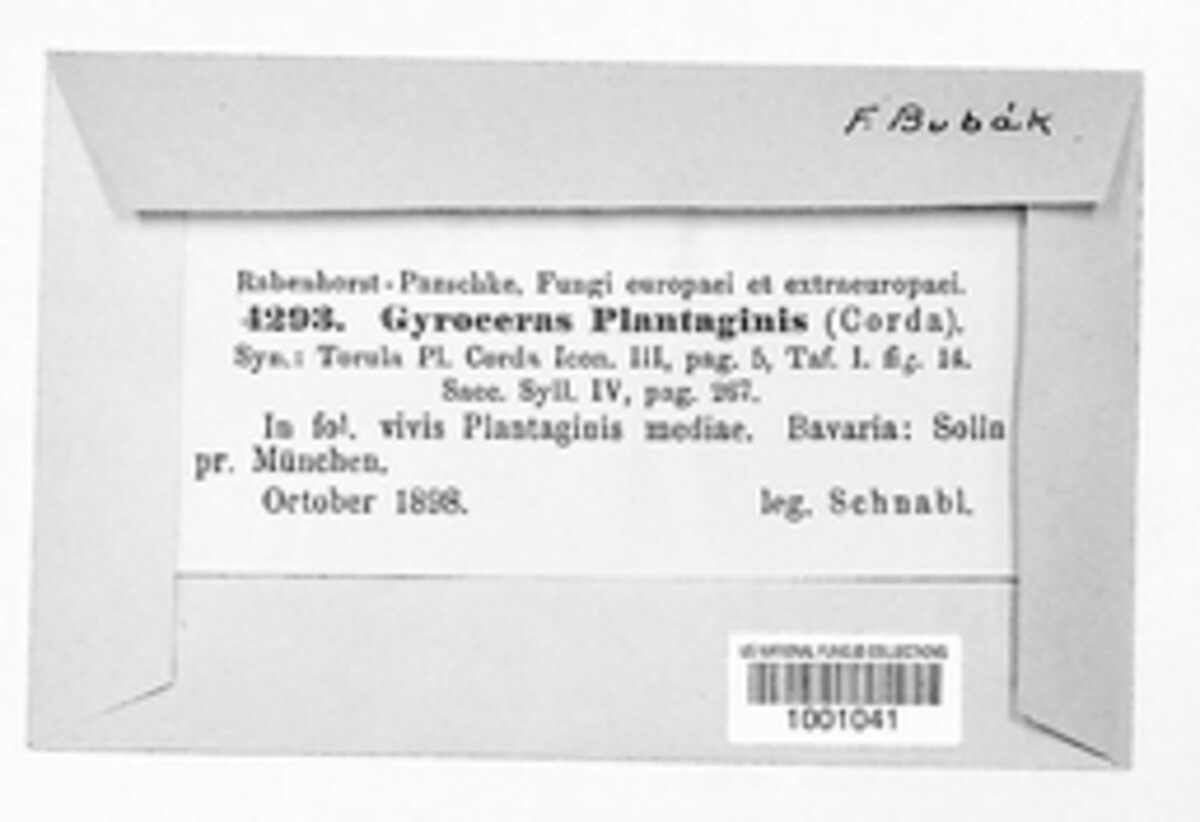 F. Bubák
Rabenhorst-Pazschke, Fungi europaei et extraeuropaei.
4293. Gyroceras Plantaginis (Corda).
Syn.: Torula Pl. Corda Icon. III, pag. 5, Taf. I. fig. 14.
Sacc. Syll. IV, pag. 267.
In fol. vivis Plantaginis mediae. Bavaria: Solln
pr. München.
October 1898. leg. Schnabl.
US NATIONAL FUNGUS COLLECTIONS
1001041